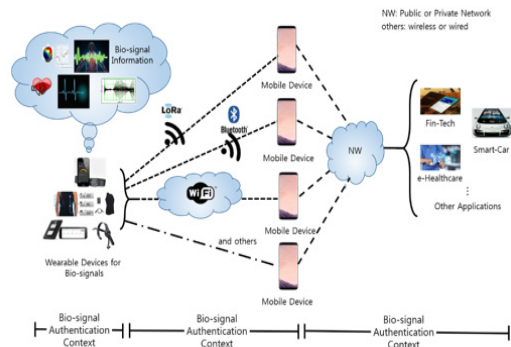 NW: Public or Private Network
others: wireless or wired
Bio-signal
Information
LoRa
Bluetooth
WiFi
and others
Mobile Device
Mobile Device
Mobile Device
Mobile Device
NW
Fin-Tech
Smart-Car
e-Healthcare
Other Applications
Wearable Devices for
Bio-signals
Bio-signal
Authentication
Context
Bio-signal
Authentication
Context
Bio-signal
Authentication
Context